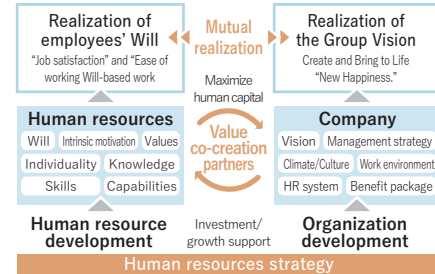 Realization of
employees' Will
"Job satisfaction" and "Ease of
working Will-based work
Mutual
realization
Realization of
the Group Vision
Create and Bring to Life
"New Happiness."
Maximize
human capital
Human resources
Will
Intrinsic motivation
Values
Individuality
Knowledge
Skills
Capabilities
Value
co-creation
partners
Company
Vision
Management strategy
Climate/Culture
Work environment
HR system
Benefit package
Human resource
development
Investment/
growth support
Organization
development
Human resources strategy